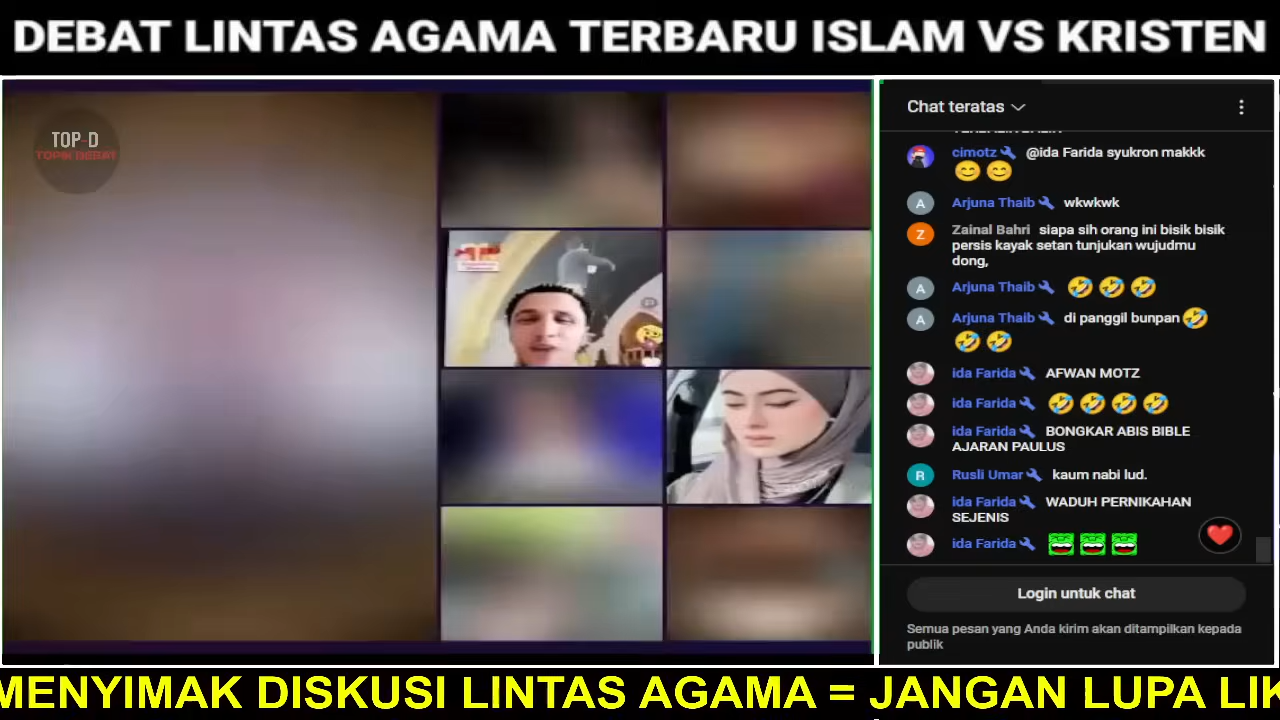 DEBAT LINTAS AGAMA TERBARU ISLAM VS KRISTEN
TOP-D
TOPIK DEBAT
Chat teratas
cimotz @ida Farida syukron makkk
😊😊
Arjuna Thaib wkwkwk
Zainal Bahri siapa sih orang ini bisik bisik
persis kayak setan tunjukan wujudmu
dong,
Arjuna Thaib 🤣🤣🤣
Arjuna Thaib di panggil bunpan🤣
🤣🤣
ida Farida AFWAN MOTZ
ida Farida 🤣🤣🤣🤣
ida Farida BONGKAR ABIS BIBLE
AJARAN PAULUS
Rusli Umar kaum nabi lud.
ida Farida WADUH PERNIKAHAN
SEJENIS
ida Farida
Login untuk chat
Semua pesan yang Anda kirim akan ditampilkan kepada
publik
MENYIMAK DISKUSI LINTAS AGAMA = JANGAN LUPA LIK